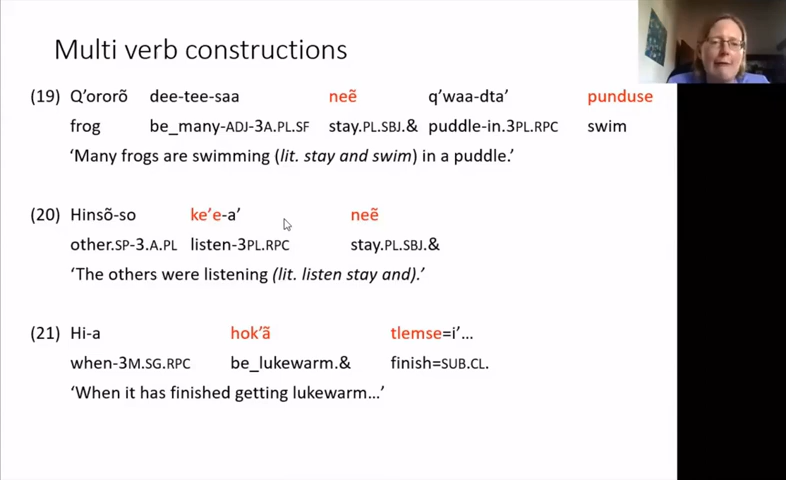 Multi verb constructions
(19) Q'ororõ dee-tee-saa neẽ q'waa-dta' punduse
frog be_many-ADJ-3A.PL.SF stay.PL.SBJ.& puddle-in.3PL.RPC swim
'Many frogs are swimming (lit. stay and swim) in a puddle.'
(20) Hinsõ-so ke'e-a' neẽ
other.SP-3.A.PL listen-3PL.RPC stay.PL.SBJ.&
'The others were listening (lit. listen stay and).'
(21) Hi-a hok'ã tlemse=i'…
when-3M.SG.RPC be_lukewarm.& finish=SUB.CL.
'When it has finished getting lukewarm…'